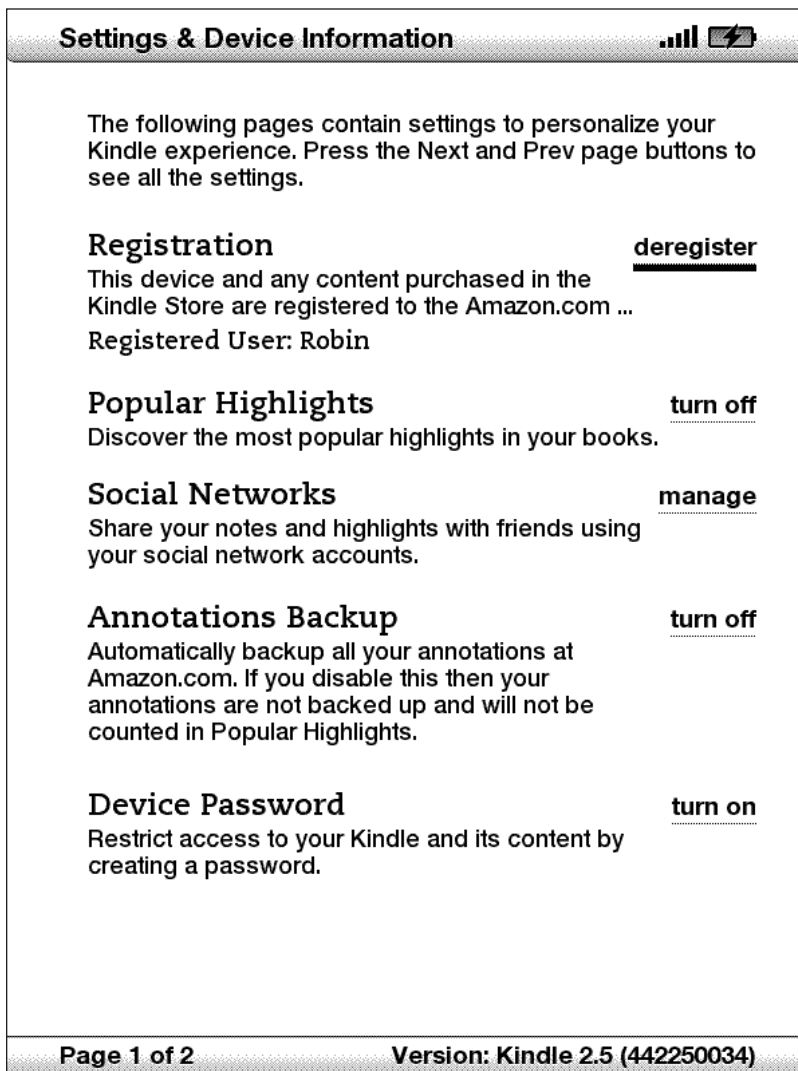 Settings & Device Information
The following pages contain settings to personalize your
Kindle experience. Press the Next and Prev page buttons to
see all the settings.
Registration
deregister
This device and any content purchased in the
Kindle Store are registered to the Amazon.com ...
Registered User: Robin
Popular Highlights
turn off
Discover the most popular highlights in your books.
Social Networks
manage
Share your notes and highlights with friends using
your social network accounts.
Annotations Backup
turn off
Automatically backup all your annotations at
Amazon.com. If you disable this then your
annotations are not backed up and will not be
counted in Popular Highlights.
Device Password
turn on
Restrict access to your Kindle and its content by
creating a password.
Page 1 of 2
Version: Kindle 2.5 (442250034)